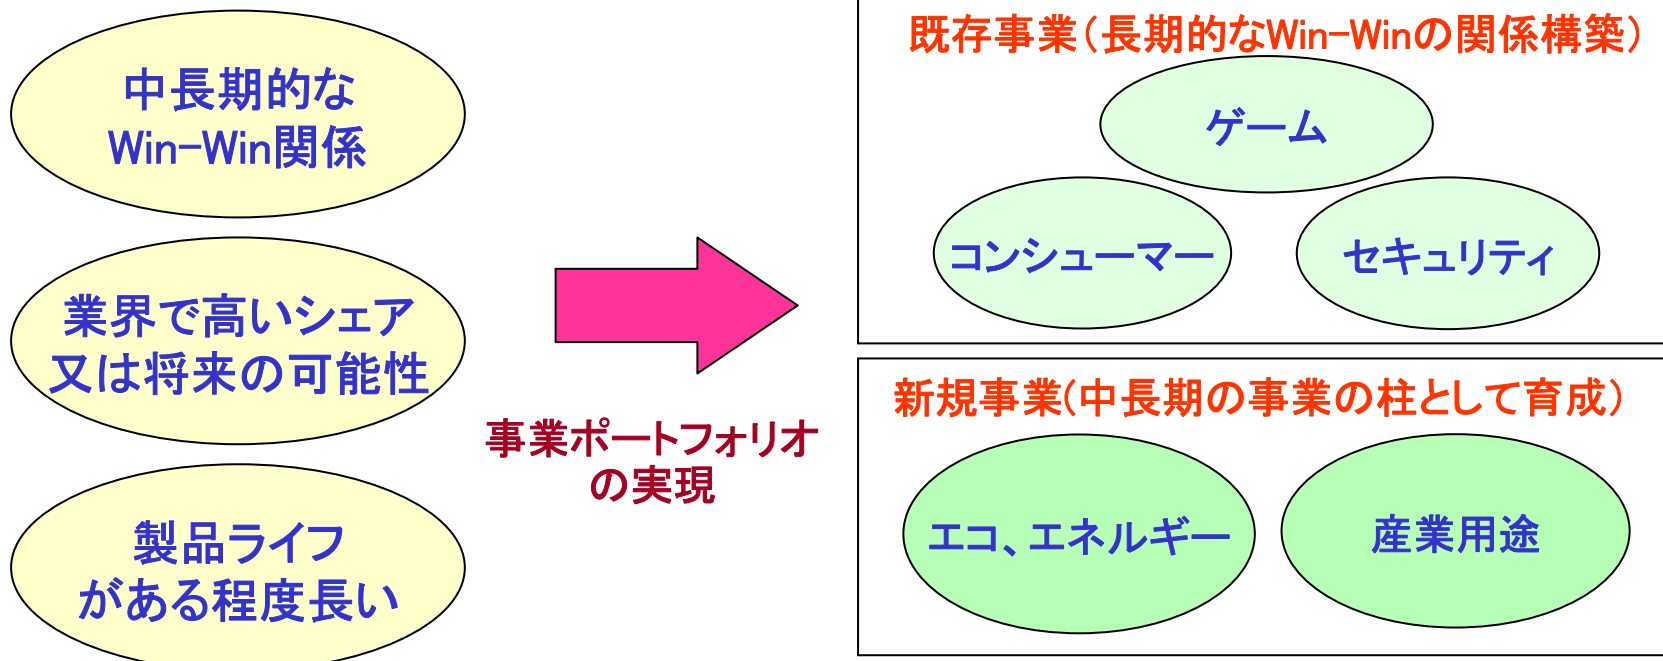 中長期的な
Win-Win関係
業界で高いシェア
又は将来の可能性
製品ライフ
がある程度長い
事業ポートフォリオ
の実現
既存事業(長期的なWin-Winの関係構築)
ゲーム
コンシューマー
セキュリティ
新規事業(中長期の事業の柱として育成)
エコ、エネルギー
産業用途